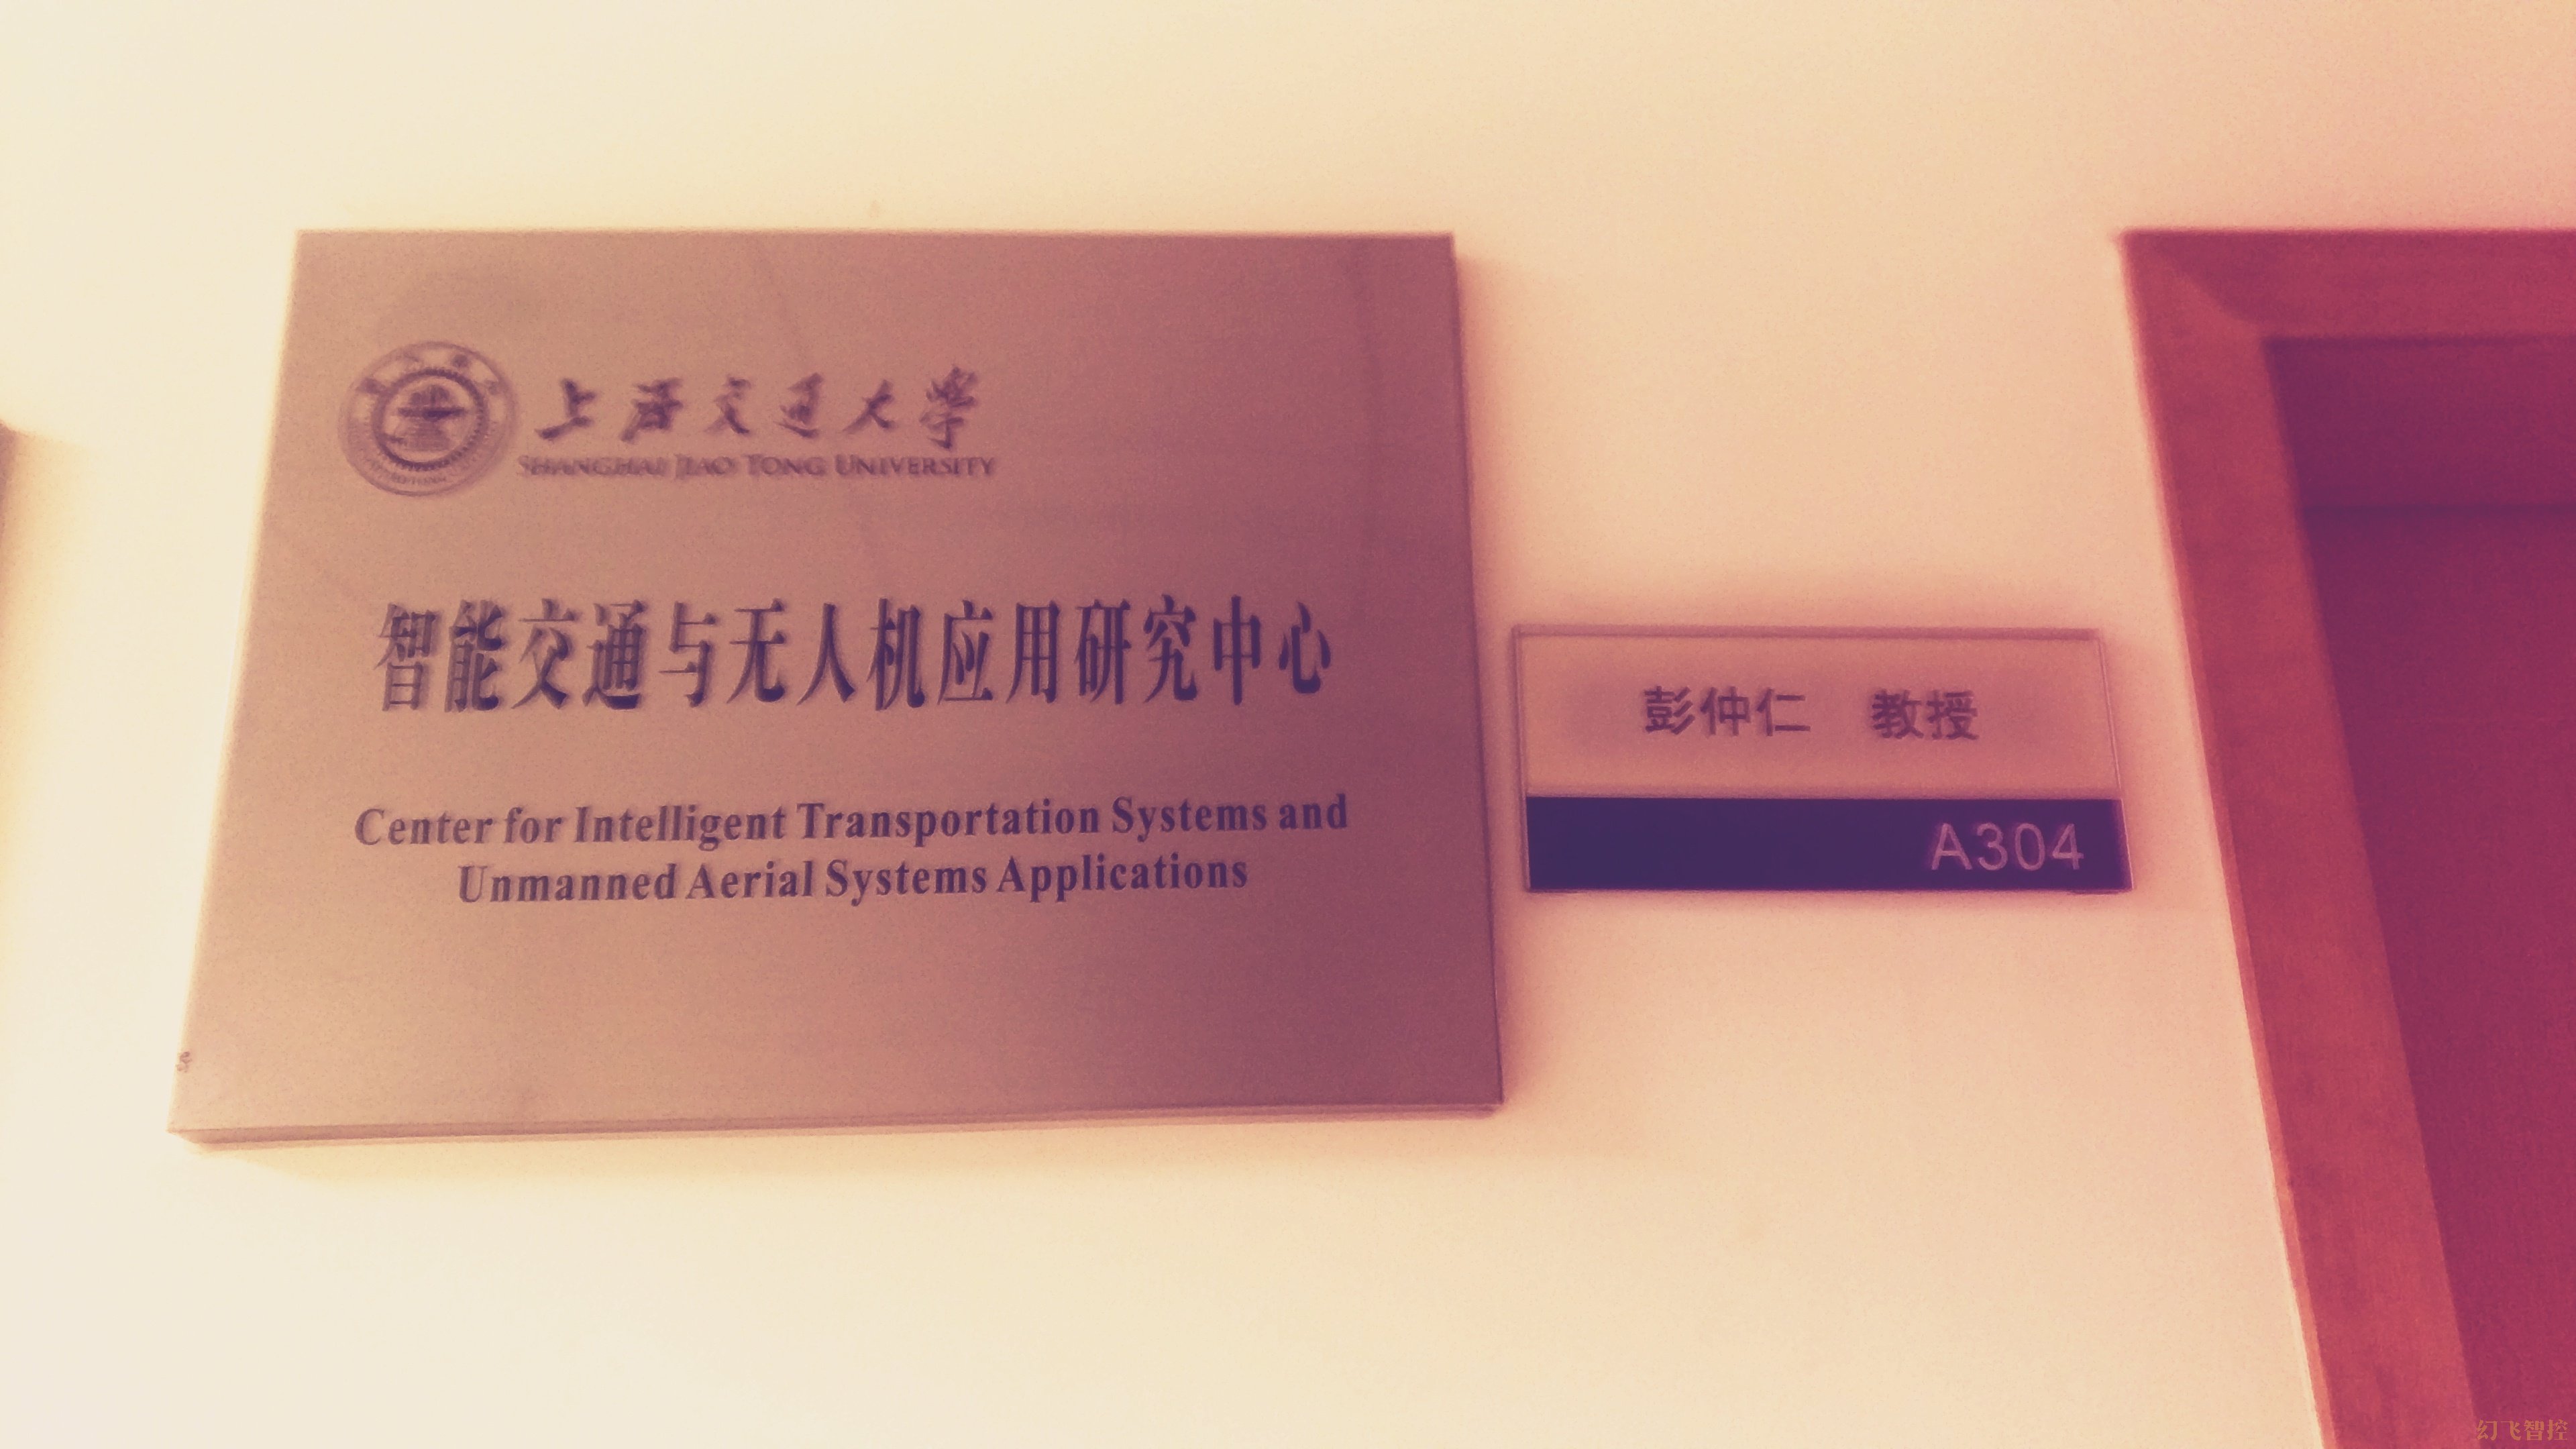 上海交通大学
SHANGHAI JIAO TONG UNIVERSITY
智能交通与无人机应用研究中心
Center for Intelligent Transportation Systems and
Unmanned Aerial Systems Applications
彭仲仁 教授
A304
幻飞智控